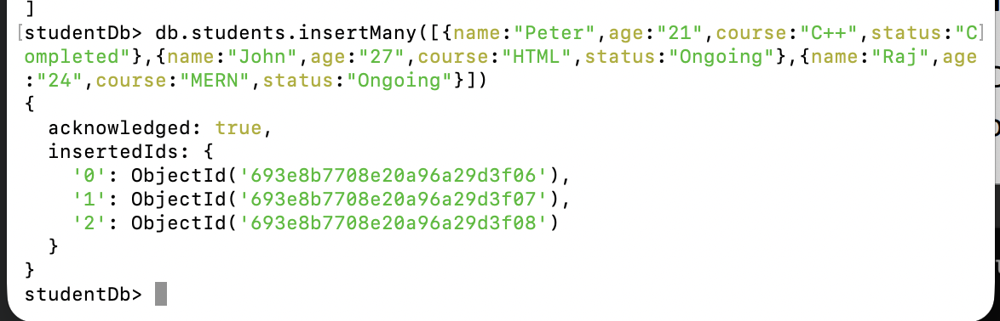 ]
studentDb> db.students.insertMany([{name:"Peter",age:"21",course:"C++",status:"C
ompleted"},{name:"John",age:"27",course:"HTML",status:"Ongoing"},{name:"Raj",age
:"24",course:"MERN",status:"Ongoing"}])
{
  acknowledged: true,
  insertedIds: {
    '0': ObjectId('693e8b7708e20a96a29d3f06'),
    '1': ObjectId('693e8b7708e20a96a29d3f07'),
    '2': ObjectId('693e8b7708e20a96a29d3f08')
  }
}
studentDb>